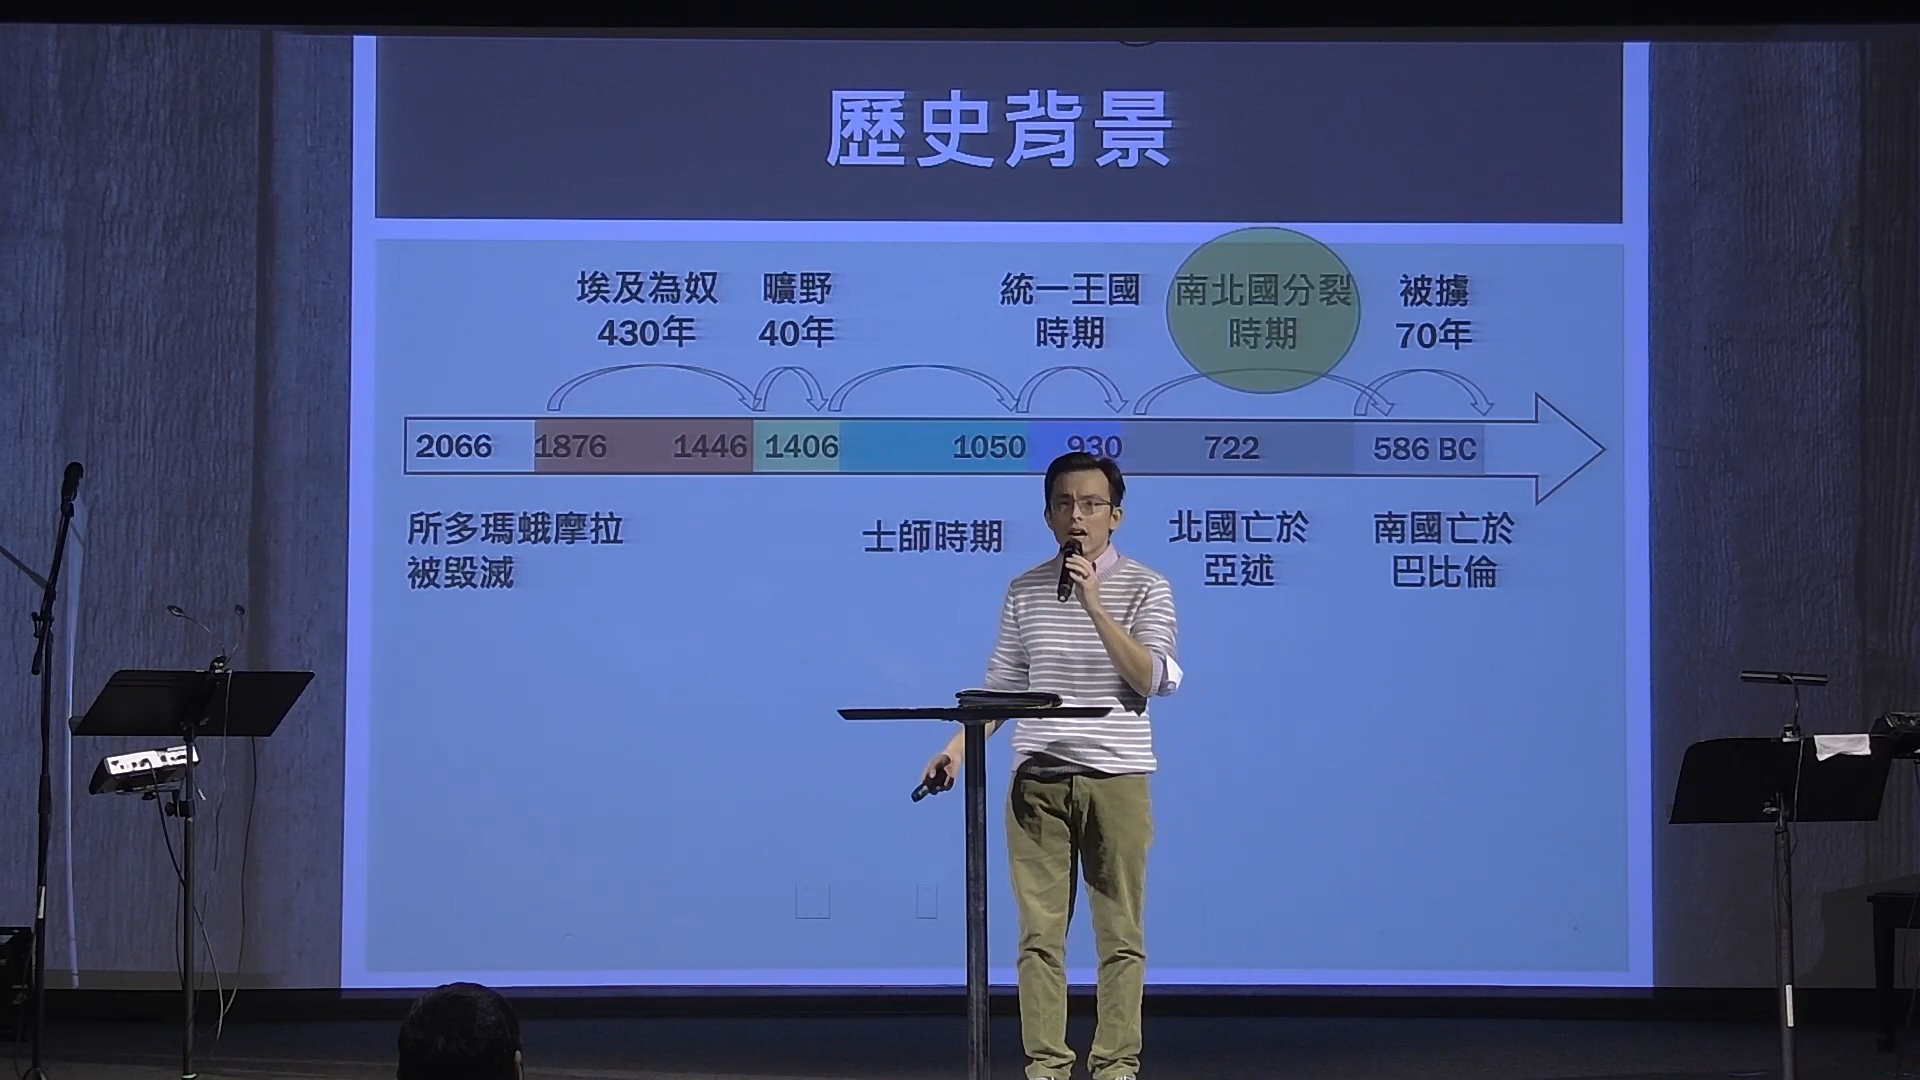 歷史背景
埃及為奴
430年
曠野
40年
統一王國
時期
南北國分裂
時期
被擄
70年
2066 1876 1446 1406 1050 930 722 586 BC
所多瑪蛾摩拉
被毀滅
士師時期
北國亡於
亞述
南國亡於
巴比倫